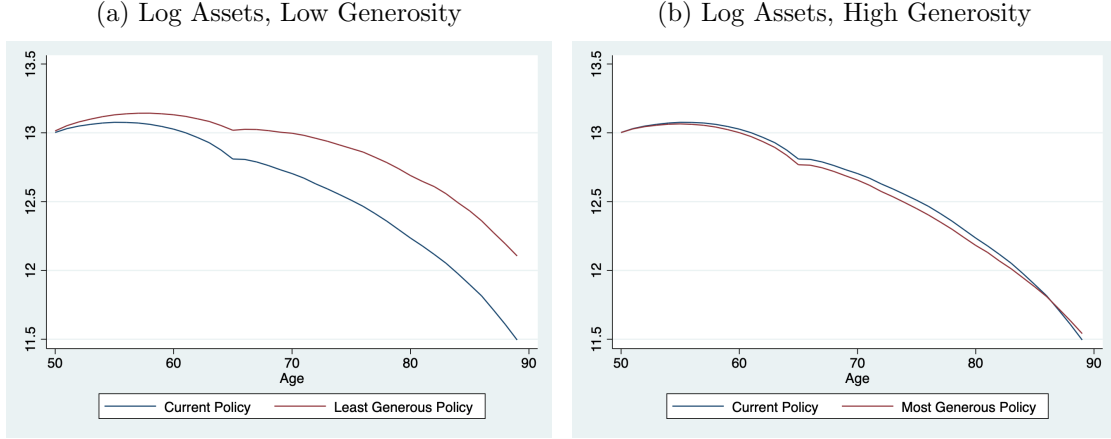 (a) Log Assets, Low Generosity
13.5
13
12.5
12
11.5
50 60 70 80 90
Age
Current Policy Least Generous Policy
(b) Log Assets, High Generosity
13.5
13
12.5
12
11.5
50 60 70 80 90
Age
Current Policy Most Generous Policy